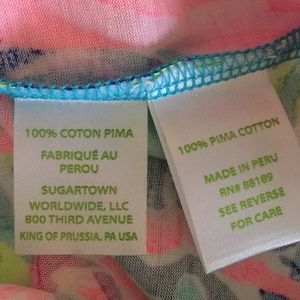 100% COTON PIMA
FABRIQUÉ AU
PEROU
SUGARTOWN
WORLDWIDE, LLC
800 THIRD AVENUE
KING OF PRUSSIA, PA USA
100% PIMA COTTON
MADE IN PERU
RN# 88189
SEE REVERSE
FOR CARE